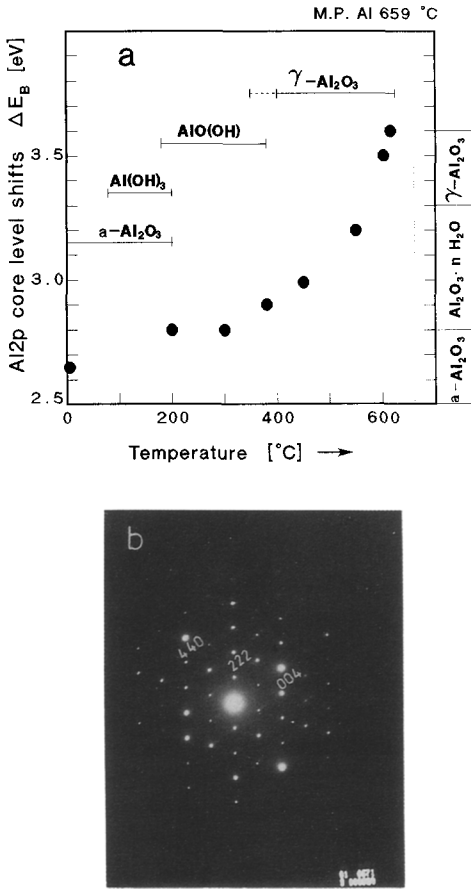 M.P. Al 659 °C
a
γ-Al₂O₃
AlO(OH)
Al(OH)₃
a-Al₂O₃
Al2p core level shifts ΔE_B [eV]
3.5
3.0
2.5
0 200 400 600
Temperature [°C] →
γ-Al₂O₃
Al₂O₃· n H₂O
a-Al₂O₃
b
440
222
004